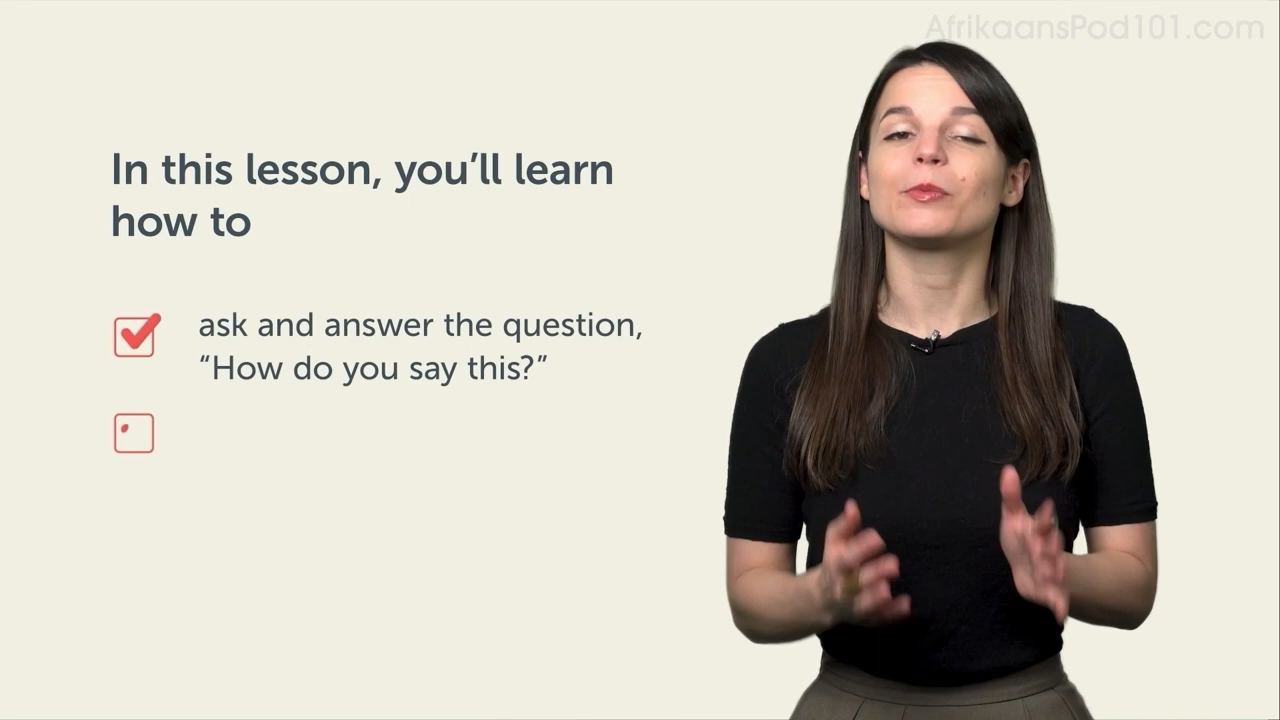 AfrikaansPod101.com
In this lesson, you’ll learn
how to
ask and answer the question,
“How do you say this?”